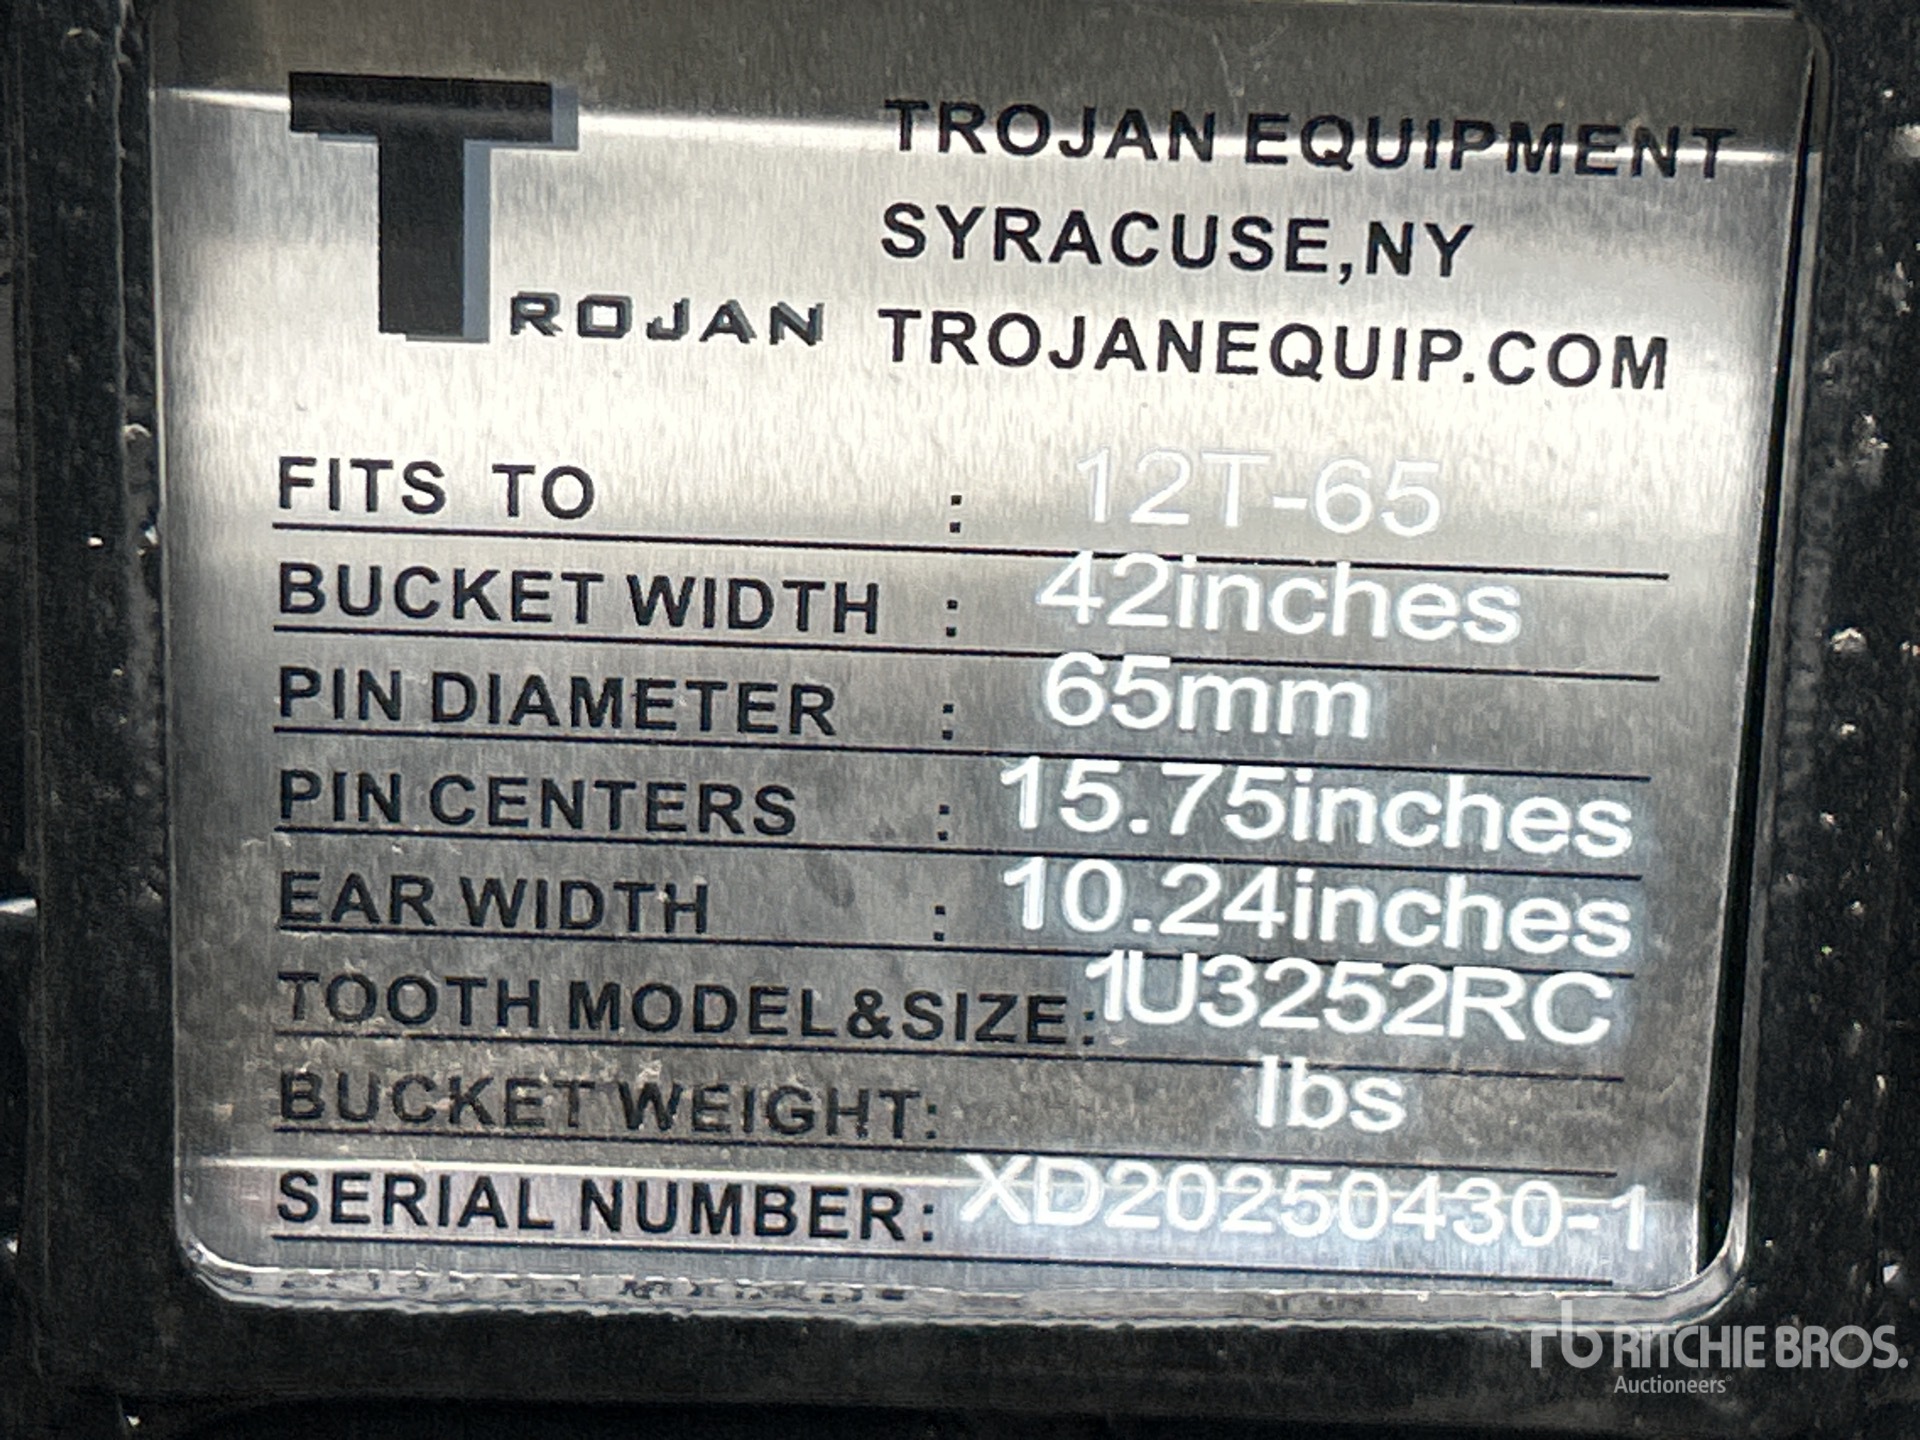 TROJAN
TROJAN EQUIPMENT
SYRACUSE,NY
TROJANEQUIP.COM
FITS TO : 12T-65
BUCKET WIDTH : 42inches
PIN DIAMETER : 65mm
PIN CENTERS : 15.75inches
EAR WIDTH : 10.24inches
TOOTH MODEL&SIZE: 1U3252RC
BUCKET WEIGHT: lbs
SERIAL NUMBER: XD20250430-1
rb RITCHIE BROS.
Auctioneers